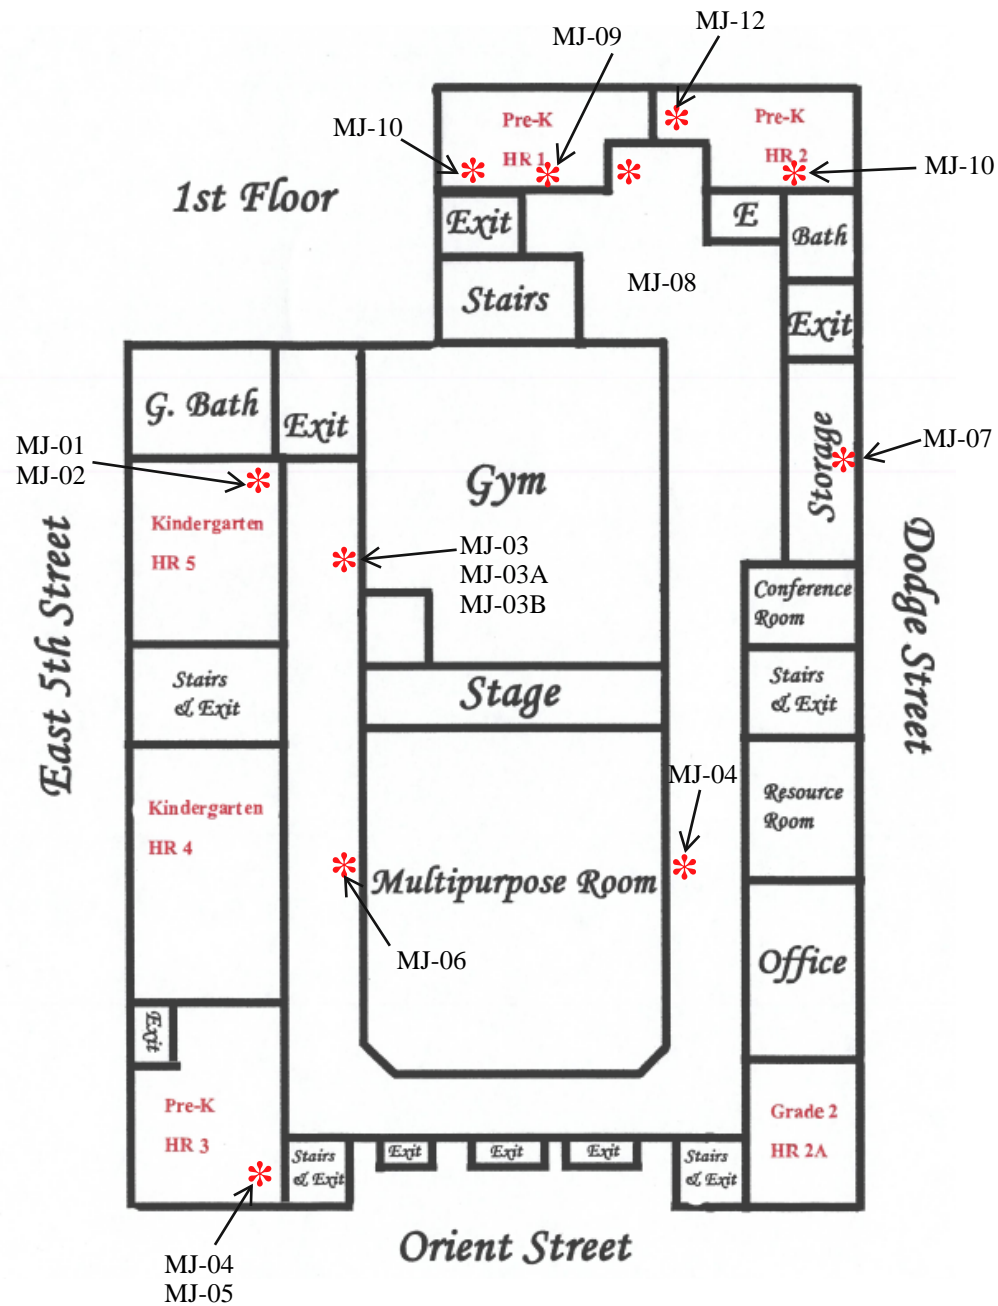 MJ-12
MJ-09
MJ-10
Pre-K
HR 1
Pre-K
HR 2
MJ-10
1st Floor
Exit
E
Bath
Stairs
MJ-08
Exit
G. Bath
Exit
MJ-01
MJ-02
Gym
Storage
MJ-07
Kindergarten
HR 5
MJ-03
MJ-03A
MJ-03B
East 5th Street
Dodge Street
Conference
Room
Stairs
& Exit
Stage
Stairs
& Exit
Kindergarten
HR 4
MJ-04
Resource
Room
Multipurpose Room
MJ-06
Office
Exit
Pre-K
HR 3
Grade 2
HR 2A
Stairs
& Exit
Exit
Exit
Exit
Stairs
& Exit
MJ-04
MJ-05
Orient Street